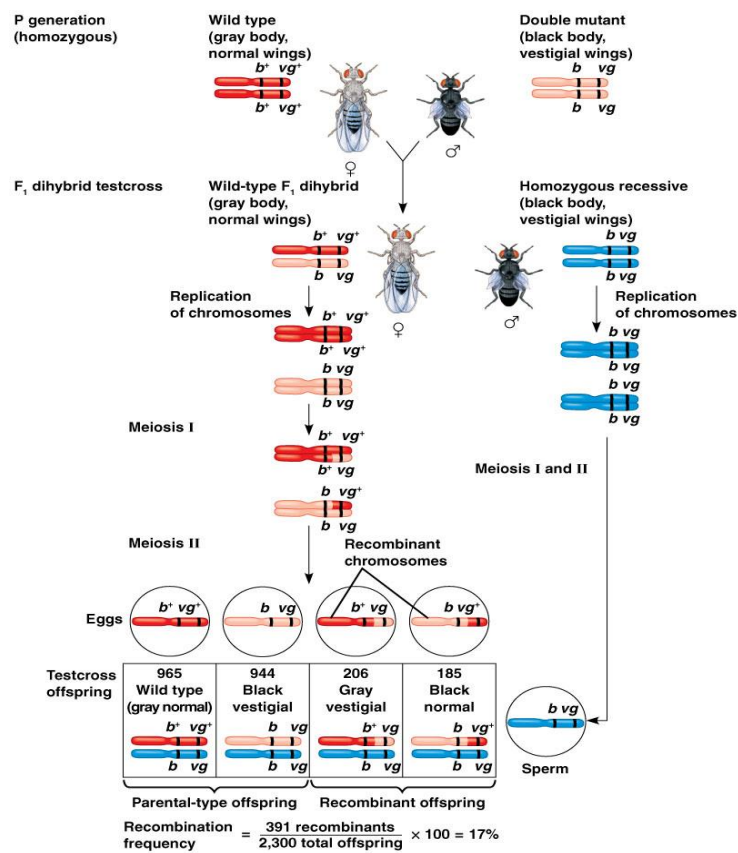 P generation
(homozygous)
Wild type
(gray body,
normal wings)
b+ vg+
b+ vg+
Double mutant
(black body,
vestigial wings)
b vg
b vg
♀
♂
F1 dihybrid testcross
Wild-type F1 dihybrid
(gray body,
normal wings)
b+ vg+
b vg
Homozygous recessive
(black body,
vestigial wings)
b vg
b vg
♀
♂
Replication
of chromosomes
Replication
of chromosomes
b+ vg+
b+ vg+
b vg
b vg
b vg
b vg
b vg
b vg
Meiosis I
b+ vg+
b+ vg
b vg+
b vg
Meiosis I and II
Meiosis II
Recombinant
chromosomes
Eggs
b+ vg+
b vg
b+ vg
b vg+
Testcross
offspring
965
Wild type
(gray normal)
b+ vg+
b vg
944
Black
vestigial
b vg
b vg
206
Gray
vestigial
b+ vg
b vg
185
Black
normal
b vg+
b vg
b vg
Sperm
Parental-type offspring
Recombinant offspring
Recombination
frequency
= 391 recombinants
2,300 total offspring
× 100 = 17%